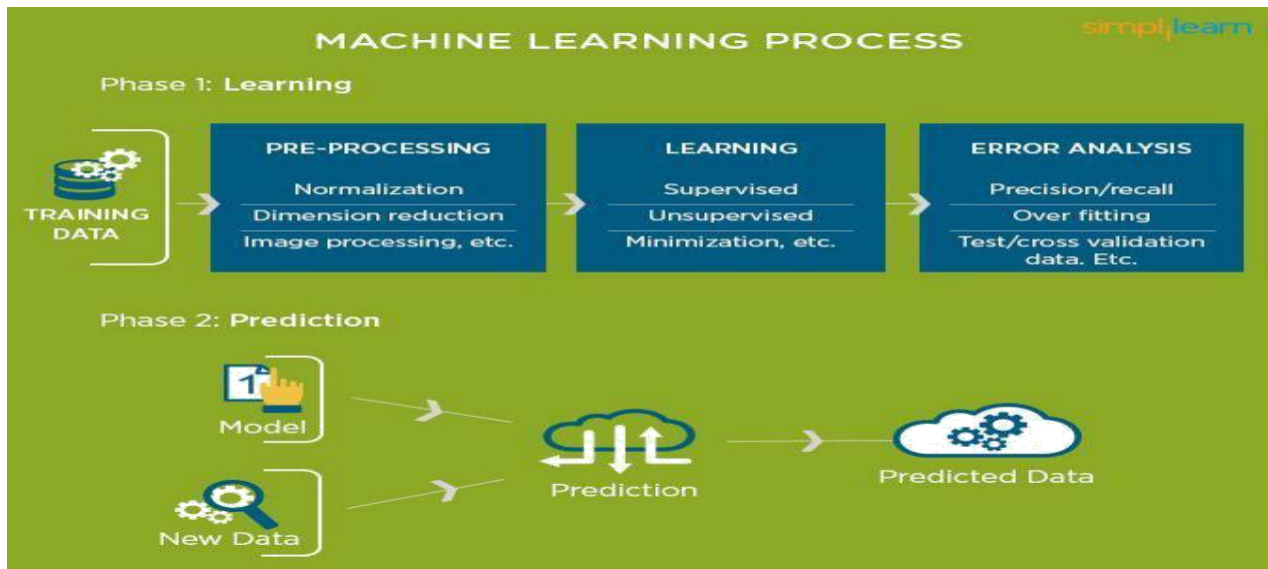 MACHINE LEARNING PROCESS
simplilearn
Phase 1: Learning
TRAINING
DATA
PRE-PROCESSING
Normalization
Dimension reduction
Image processing, etc.
LEARNING
Supervised
Unsupervised
Minimization, etc.
ERROR ANALYSIS
Precision/recall
Over fitting
Test/cross validation
data. Etc.
Phase 2: Prediction
1
Model
New Data
Prediction
Predicted Data